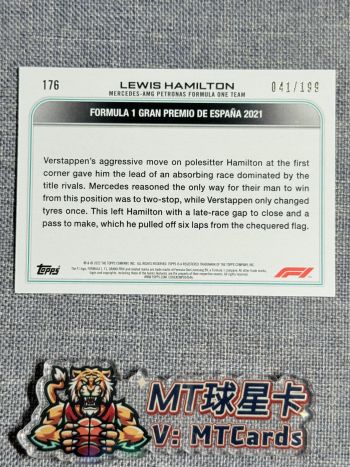 176
LEWIS HAMILTON
041/199
MERCEDES-AMG PETRONAS FORMULA ONE TEAM
FORMULA 1 GRAN PREMIO DE ESPAÑA 2021
Verstappen's aggressive move on polesitter Hamilton at the first
corner gave him the lead of an absorbing race dominated by the
title rivals. Mercedes reasoned the only way for their man to win
from this position was to two-stop, while Verstappen only changed
tyres once. This left Hamilton with a late-race gap to close and a
pass to make, which he pulled off six laps from the chequered flag.
Topps
F1
MT球星卡
V: MTCards